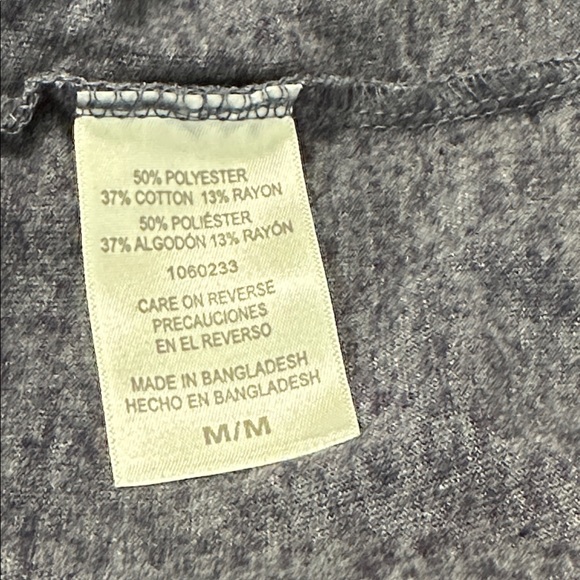 50% POLYESTER
37% COTTON 13% RAYON
50% POLIÉSTER
37% ALGODÓN 13% RAYÓN
1060233
CARE ON REVERSE
PRECAUCIONES
EN EL REVERSO
MADE IN BANGLADESH
HECHO EN BANGLADESH
M/M